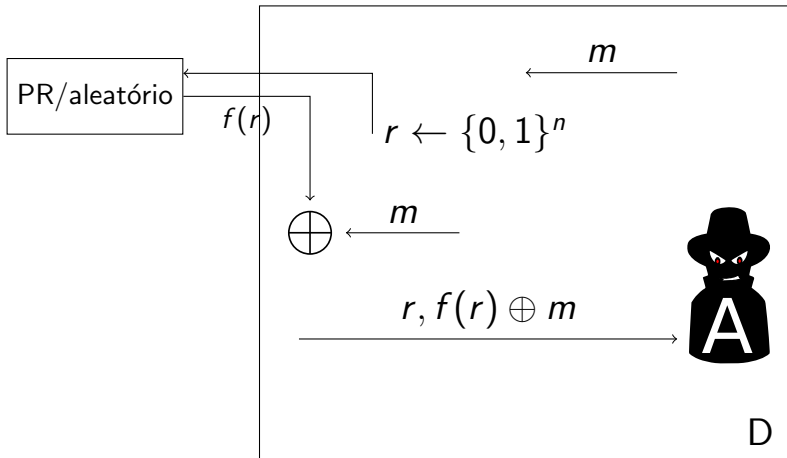 m
PR/aleatório
f(r)
r ← {0, 1}ⁿ
m
r, f(r) ⊕ m
A
D